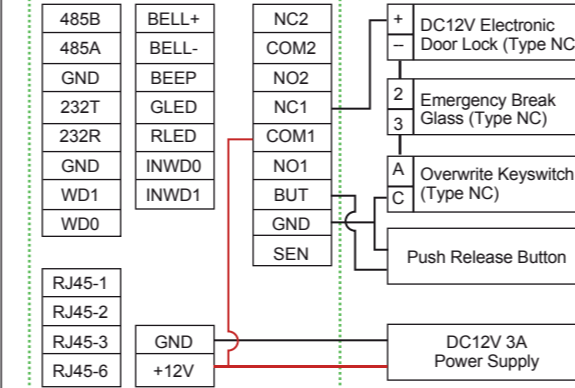 485B
485A
GND
232T
232R
GND
WD1
WD0
BELL+
BELL-
BEEP
GLED
RLED
INWD0
INWD1
NC2
COM2
NO2
NC1
COM1
NO1
BUT
GND
SEN
+
–
DC12V Electronic
Door Lock (Type NC
2
3
Emergency Break
Glass (Type NC)
A
C
Overwrite Keyswitch
(Type NC)
Push Release Button
RJ45-1
RJ45-2
RJ45-3
RJ45-6
GND
+12V
DC12V 3A
Power Supply